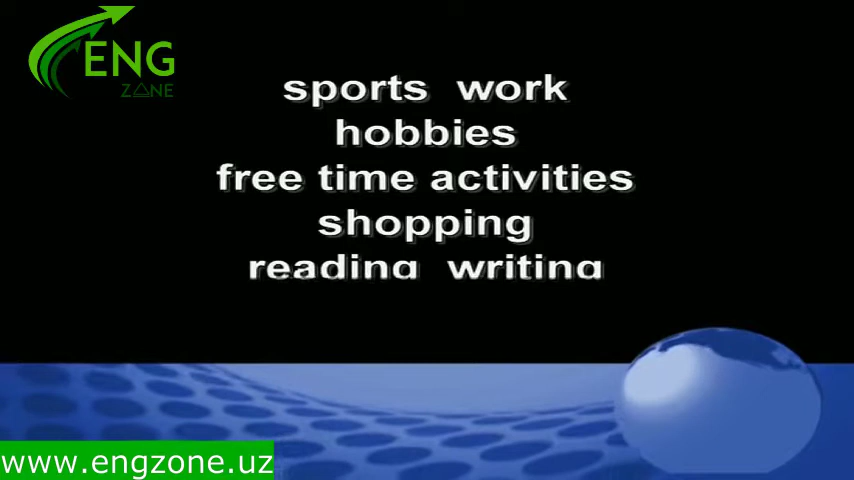 ENG
ZONE
sports work
hobbies
free time activities
shopping
reading writing
www.engzone.uz